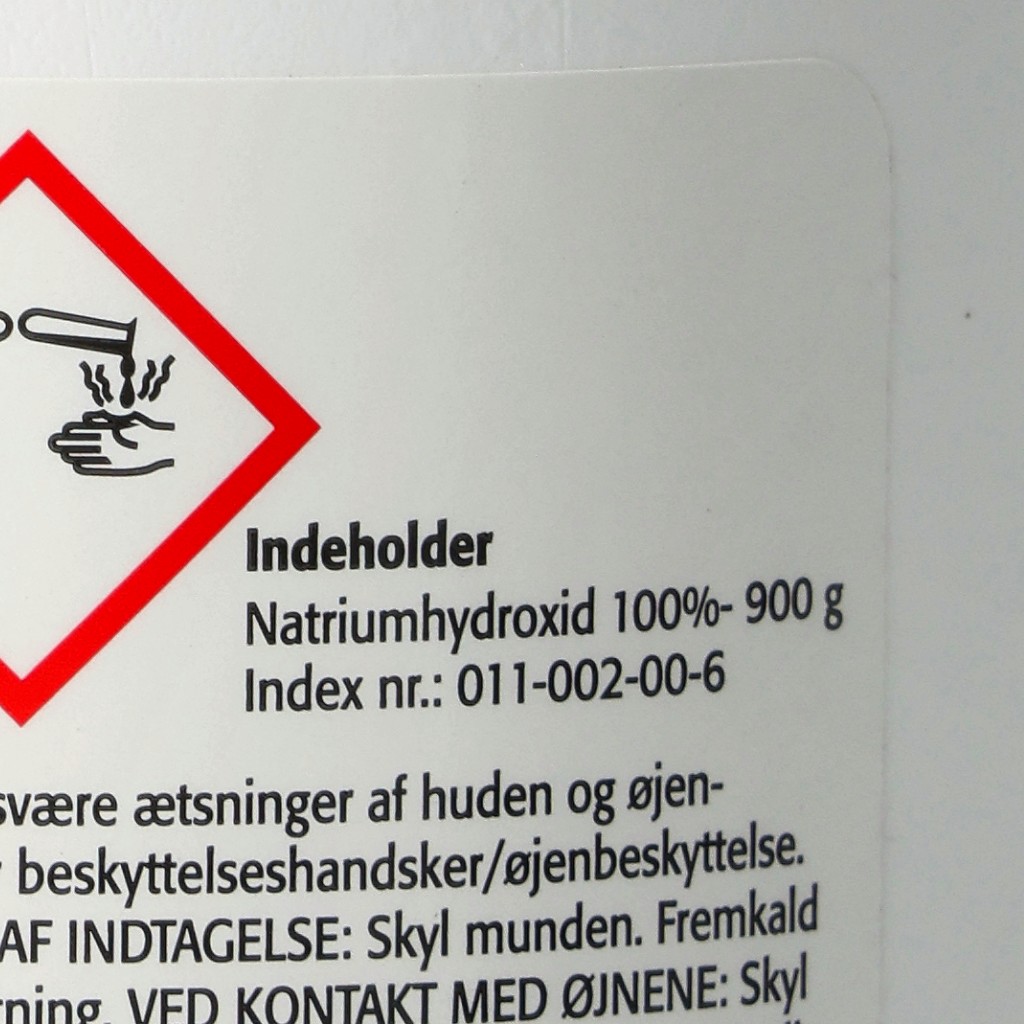 Indeholder
Natriumhydroxid 100%- 900 g
Index nr.: 011-002-00-6
svære ætsninger af huden og øjen-
beskyttelseshandsker/øjenbeskyttelse.
AF INDTAGELSE: Skyl munden. Fremkald
ning. VED KONTAKT MED ØJNENE: Skyl